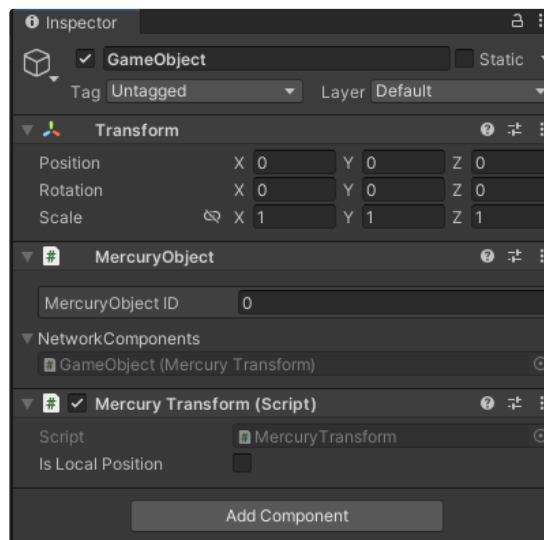 Inspector
GameObject
Static
Tag Untagged Layer Default
Transform
Position X 0 Y 0 Z 0
Rotation X 0 Y 0 Z 0
Scale X 1 Y 1 Z 1
# MercuryObject
MercuryObject ID 0
NetworkComponents
# GameObject (Mercury Transform)
# Mercury Transform (Script)
Script # MercuryTransform
Is Local Position
Add Component